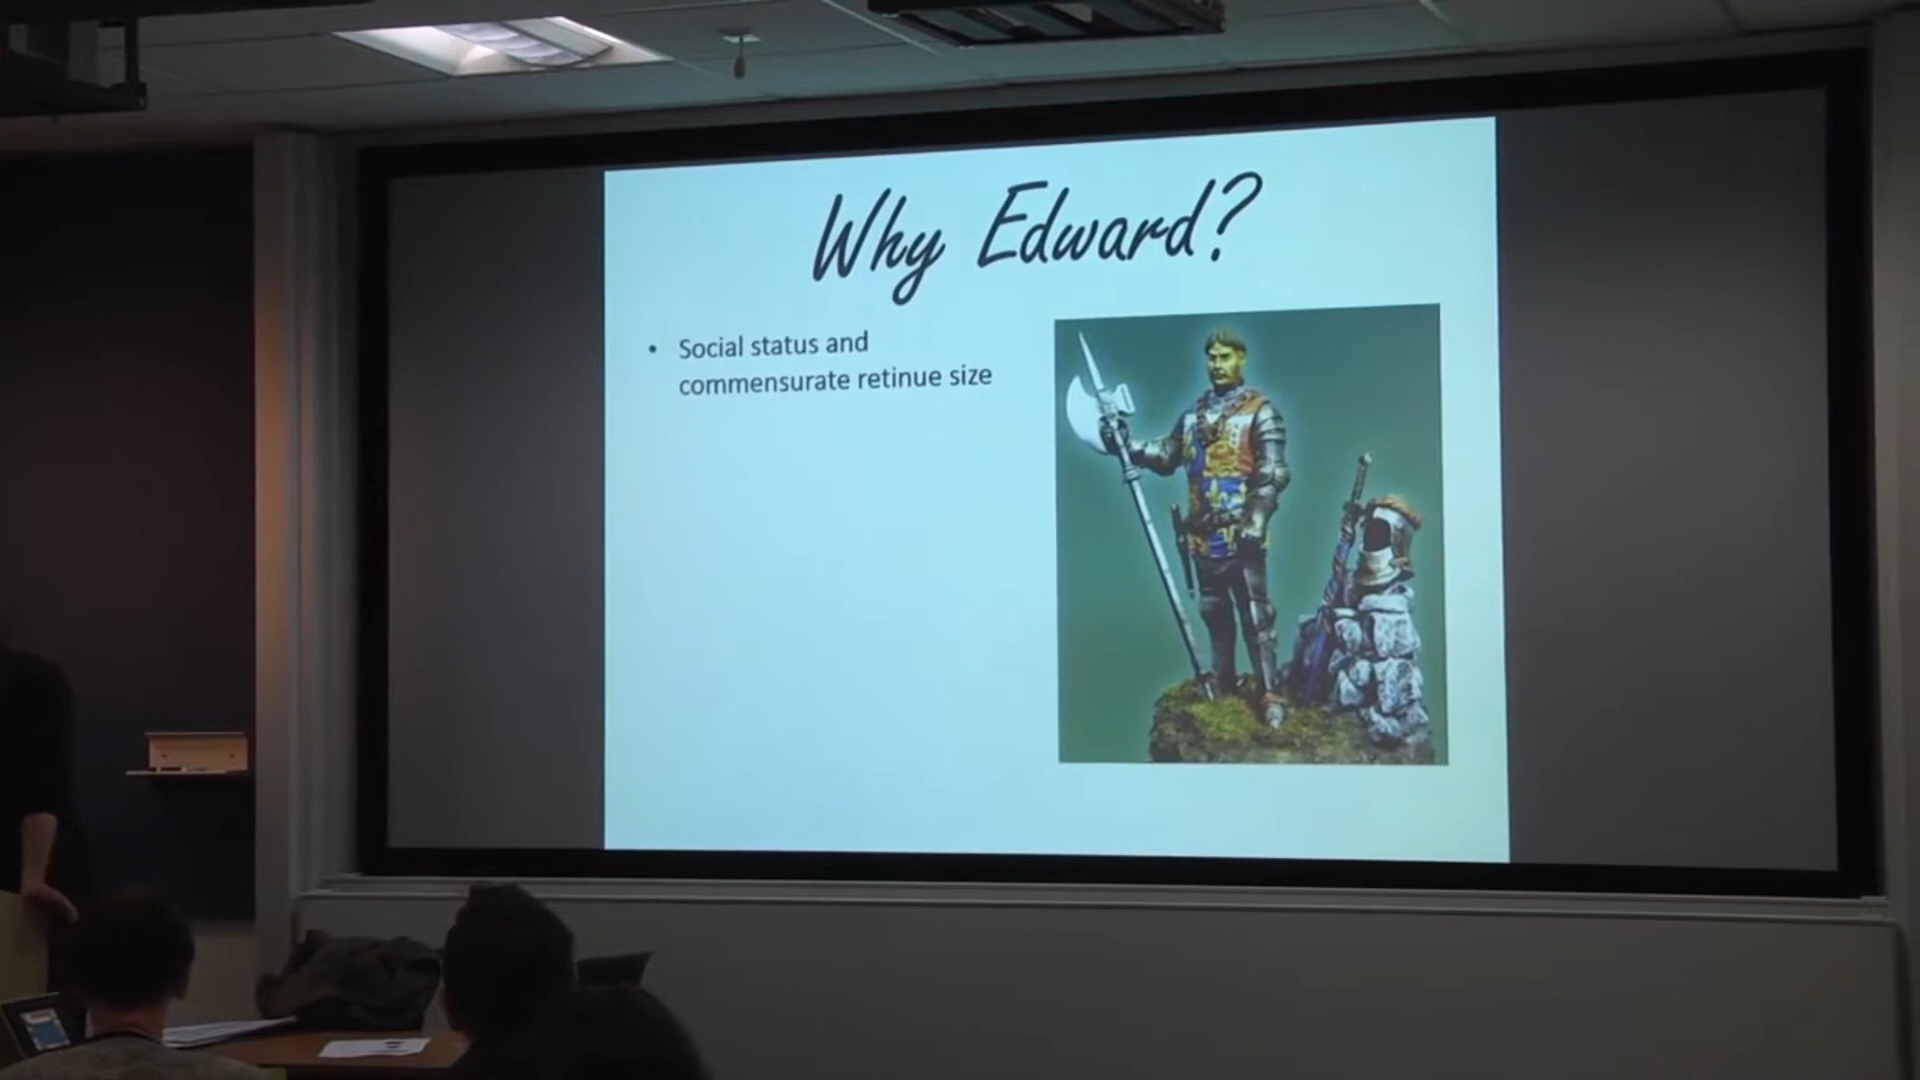 Why Edward?
• Social status and
commensurate retinue size